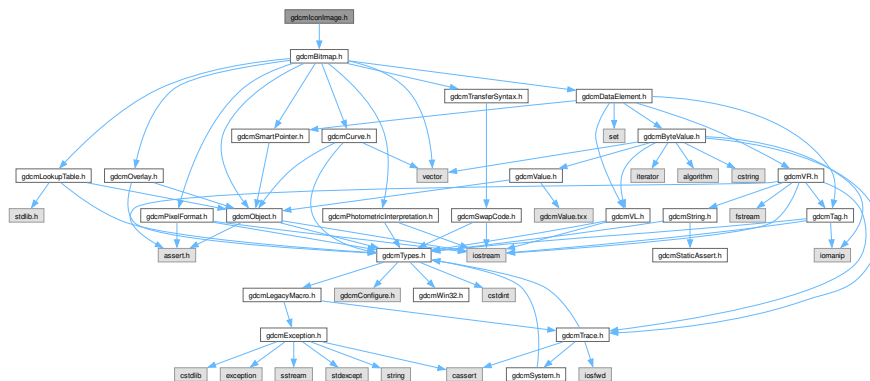 gdcmIconImage.h
gdcmBitmap.h
gdcmTransferSyntax.h
gdcmDataElement.h
gdcmSmartPointer.h
gdcmCurve.h
set
gdcmByteValue.h
gdcmLookupTable.h
gdcmOverlay.h
vector
gdcmValue.h
iterator
algorithm
cstring
gdcmVR.h
stdlib.h
gdcmPixelFormat.h
gdcmObject.h
gdcmPhotometricInterpretation.h
gdcmSwapCode.h
gdcmValue.txx
gdcmVL.h
gdcmString.h
fstream
gdcmTag.h
assert.h
gdcmTypes.h
iostream
gdcmStaticAssert.h
iomanip
gdcmLegacyMacro.h
gdcmConfigure.h
gdcmWin32.h
cstdint
gdcmException.h
gdcmTrace.h
cstdlib
exception
sstream
stdexcept
string
cassert
gdcmSystem.h
iosfwd